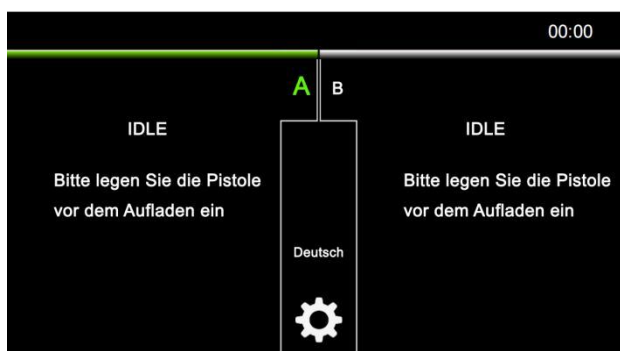 00:00
A
B
IDLE
Bitte legen Sie die Pistole
vor dem Aufladen ein
IDLE
Bitte legen Sie die Pistole
vor dem Aufladen ein
Deutsch